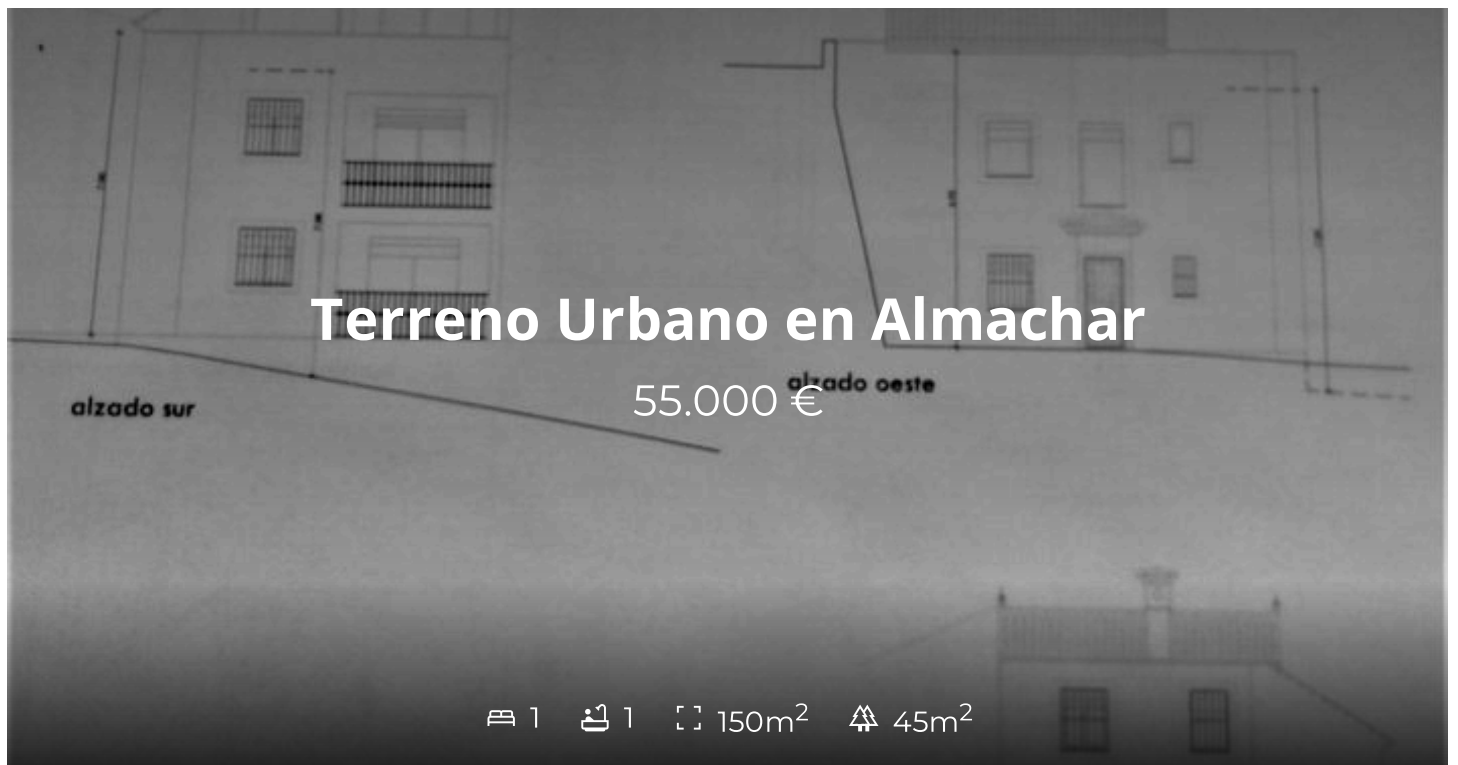 Terreno Urbano en Almachar
55.000 €
alzado sur
alzado oeste
1 1 150m² 45m²